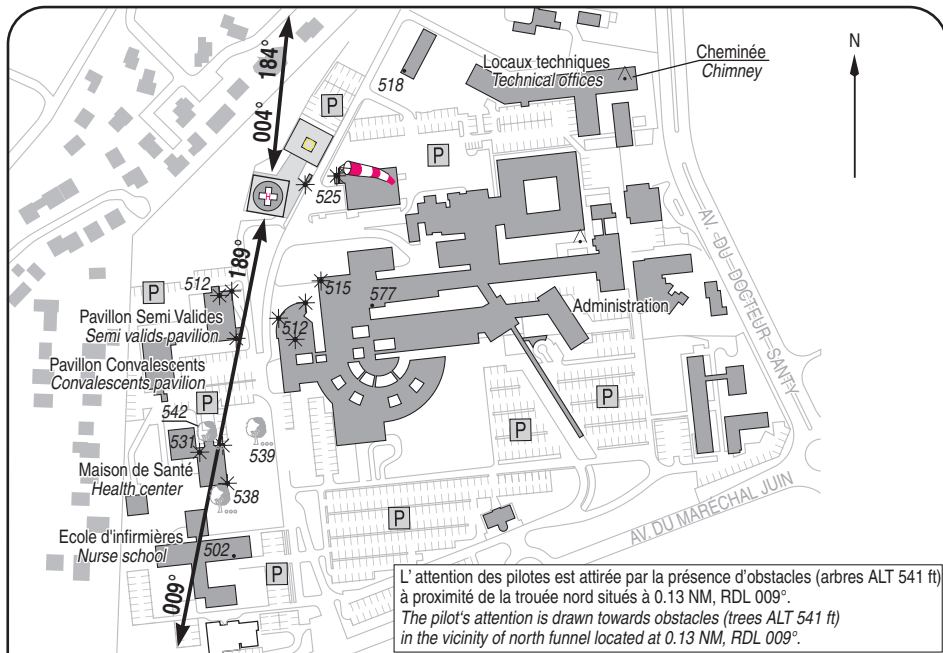 184°
004°
P
518
Locaux techniques
Technical offices
Cheminée
Chimney
N
P
525
189°
P
512
Pavillon Semi Valides
Semi valids pavilion
515
577
512
Administration
AV. DU DOCTEUR SANTY
Pavillon Convalescents
Convalescents pavilion
P
P
P
542
531
539
Maison de Santé
Health center
538
P
AV. DU MARÉCHAL JUIN
Ecole d'infirmières
Nurse school
502
P
009°
L' attention des pilotes est attirée par la présence d'obstacles (arbres ALT 541 ft)
à proximité de la trouée nord situés à 0.13 NM, RDL 009°.
The pilot's attention is drawn towards obstacles (trees ALT 541 ft)
in the vicinity of north funnel located at 0.13 NM, RDL 009°.